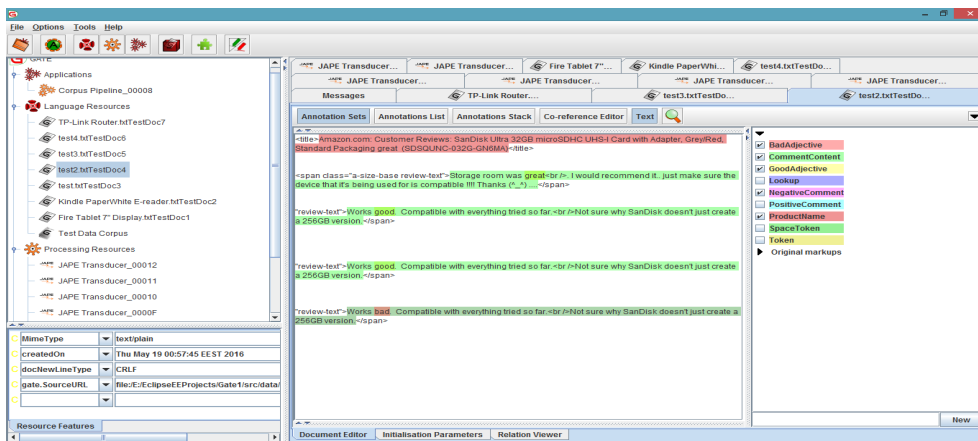 File Options Tools Help
GATE
Applications
Corpus Pipeline_00008
Language Resources
TP-Link Router.txtTestDoc7
test4.txtTestDoc6
test3.txtTestDoc5
test2.txtTestDoc4
test.txtTestDoc3
Kindle PaperWhite E-reader.txtTestDoc2
Fire Tablet 7" Display.txtTestDoc1
Test Data Corpus
Processing Resources
JAPE Transducer_00012
JAPE Transducer_00011
JAPE Transducer_00010
JAPE Transducer_0000F
MimeType text/plain
createdOn Thu May 19 00:57:45 EEST 2016
docNewLineType CRLF
gate.SourceURL file:/E:/EclipseEEProjects/Gate1/src/data/
Resource Features
JAPE Transducer... JAPE Transducer... Fire Tablet 7"... Kindle PaperWhi... test4.txtTestDo...
JAPE Transducer... JAPE Transducer... JAPE Transducer... JAPE Transducer...
Messages TP-Link Router.... test3.txtTestDo... test2.txtTestDo...
Annotation Sets Annotations List Annotations Stack Co-reference Editor Text
<title>Amazon.com: Customer Reviews: SanDisk Ultra 32GB microSDHC UHS-I Card with Adapter, Grey/Red,
Standard Packaging great (SDSQUNC-032G-GN6MA)</title>
<span class="a-size-base review-text">Storage room was great<br />. I would recommend it.. just make sure the
device that it's being used for is compatible !!!! Thanks (^_^) ....</span>
"review-text">Works good. Compatible with everything tried so far.<br />Not sure why SanDisk doesn't just create
a 256GB version.</span>
"review-text">Works good. Compatible with everything tried so far.<br />Not sure why SanDisk doesn't just create
a 256GB version.</span>
"review-text">Works bad. Compatible with everything tried so far.<br />Not sure why SanDisk doesn't just create a
256GB version.</span>
BadAdjective
CommentContent
GoodAdjective
Lookup
NegativeComment
PositiveComment
ProductName
SpaceToken
Token
Original markups
New
Document Editor Initialisation Parameters Relation Viewer